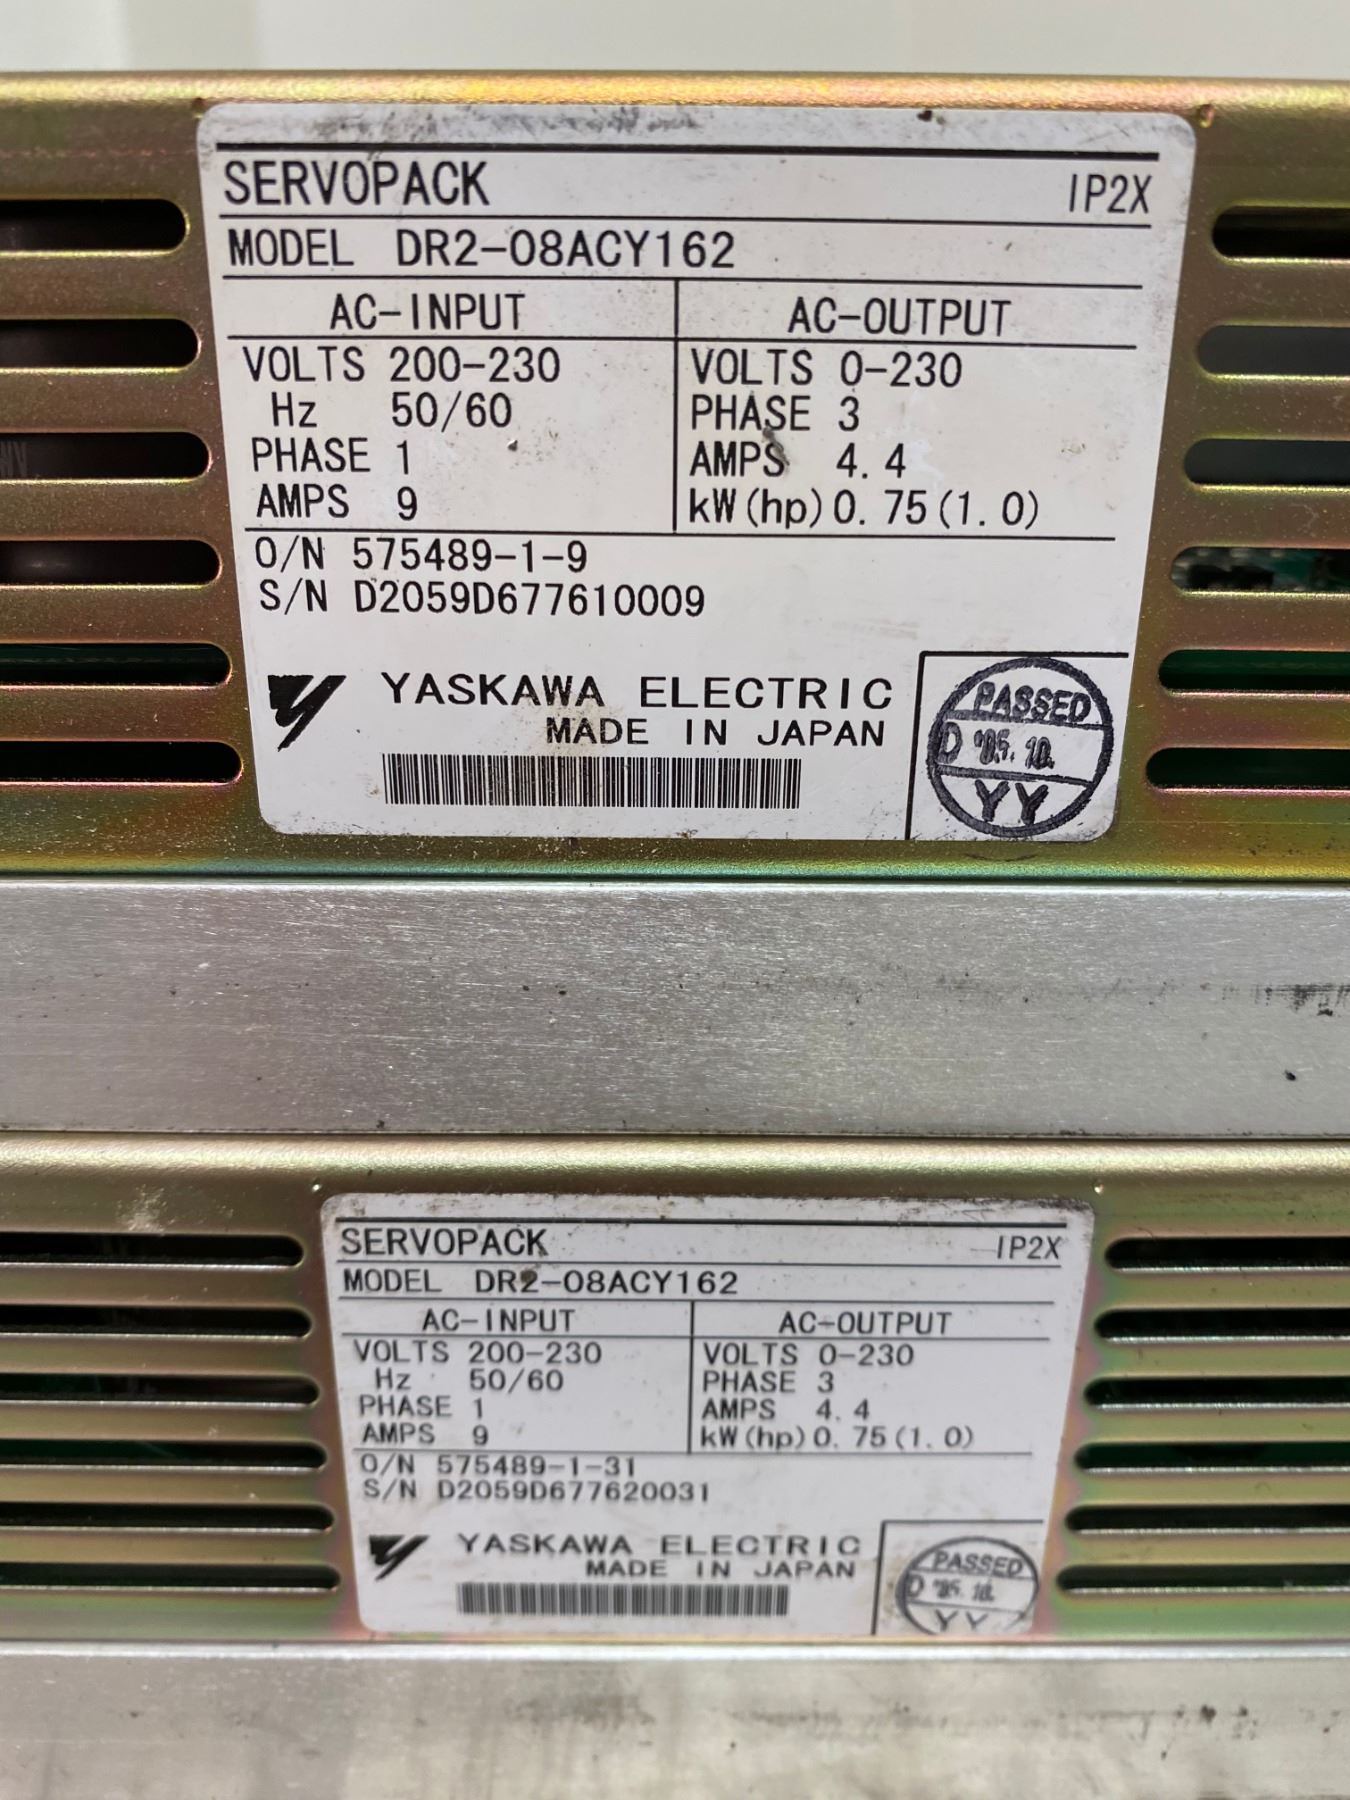 SERVOPACK IP2X
MODEL DR2-08ACY162
AC-INPUT AC-OUTPUT
VOLTS 200-230 VOLTS 0-230
Hz 50/60 PHASE 3
PHASE 1 AMPS 4.4
AMPS 9 kW(hp) 0.75(1.0)
O/N 575489-1-9
S/N D2059D677610009
YASKAWA ELECTRIC
MADE IN JAPAN
PASSED
D '05.10.
YY
SERVOPACK IP2X
MODEL DR2-08ACY162
AC-INPUT AC-OUTPUT
VOLTS 200-230 VOLTS 0-230
Hz 50/60 PHASE 3
PHASE 1 AMPS 4.4
AMPS 9 kW(hp) 0.75(1.0)
O/N 575489-1-31
S/N D2059D677620031
YASKAWA ELECTRIC
MADE IN JAPAN
PASSED
D '05.10.
YY